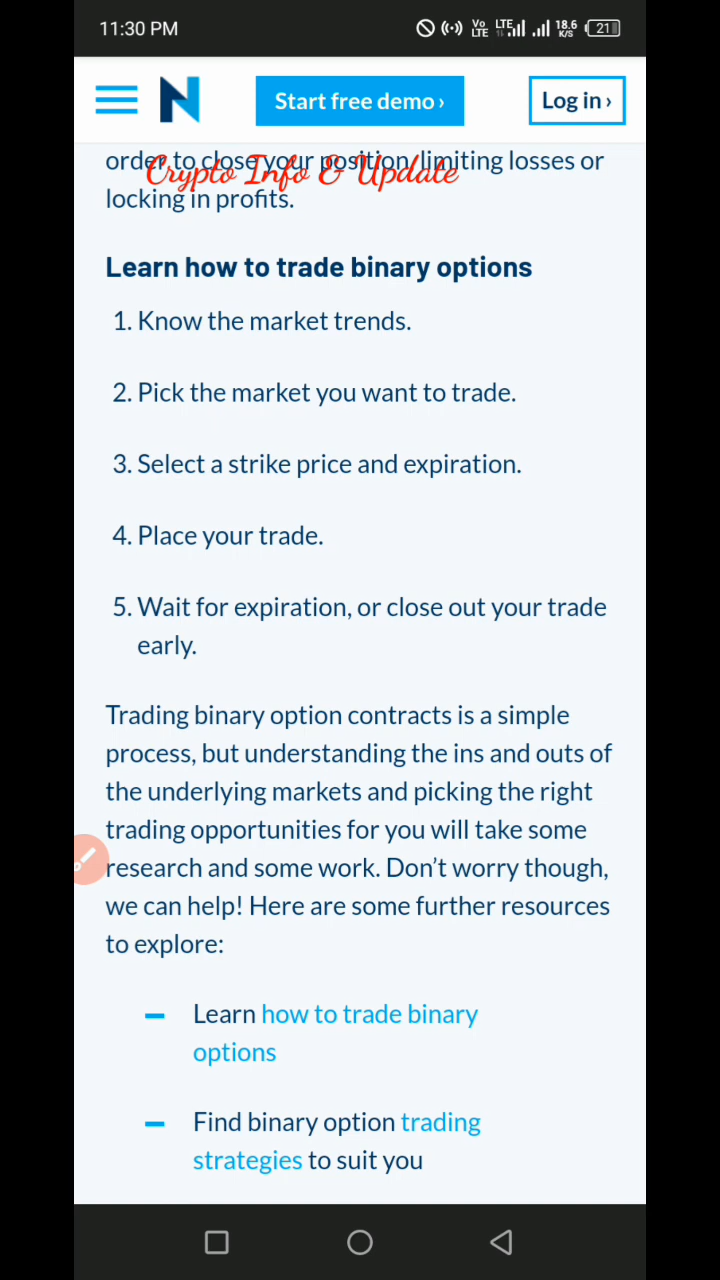 11:30 PM
Vo LTE LTE 18.6 K/S 21
N Start free demo › Log in ›
order to close your position, limiting losses or
Crypto Info & Update
locking in profits.
Learn how to trade binary options
1. Know the market trends.
2. Pick the market you want to trade.
3. Select a strike price and expiration.
4. Place your trade.
5. Wait for expiration, or close out your trade
early.
Trading binary option contracts is a simple
process, but understanding the ins and outs of
the underlying markets and picking the right
trading opportunities for you will take some
research and some work. Don’t worry though,
we can help! Here are some further resources
to explore:
Learn how to trade binary
options
Find binary option trading
strategies to suit you